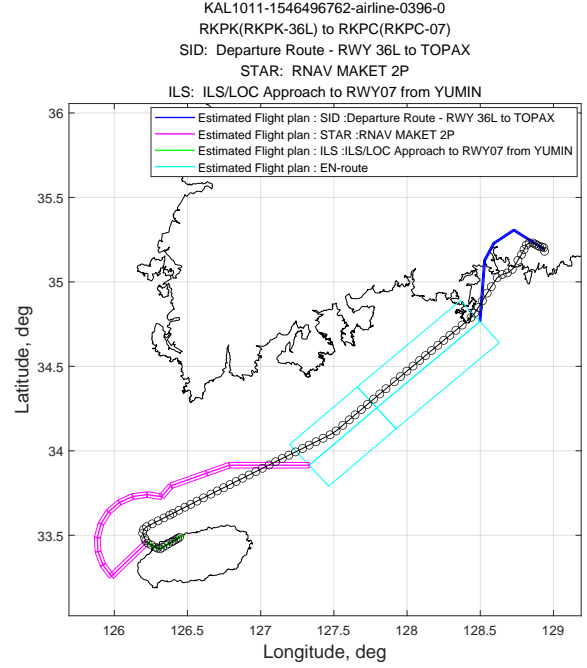 KAL1011-1546496762-airline-0396-0
RKPK(RKPK-36L) to RKPC(RKPC-07)
SID: Departure Route - RWY 36L to TOPAX
STAR: RNAV MAKET 2P
ILS: ILS/LOC Approach to RWY07 from YUMIN
Estimated Flight plan : SID :Departure Route - RWY 36L to TOPAX
Estimated Flight plan : STAR :RNAV MAKET 2P
Estimated Flight plan : ILS :ILS/LOC Approach to RWY07 from YUMIN
Estimated Flight plan : EN-route
36
35.5
35
34.5
34
33.5
Latitude, deg
126
126.5
127
127.5
128
128.5
129
Longitude, deg